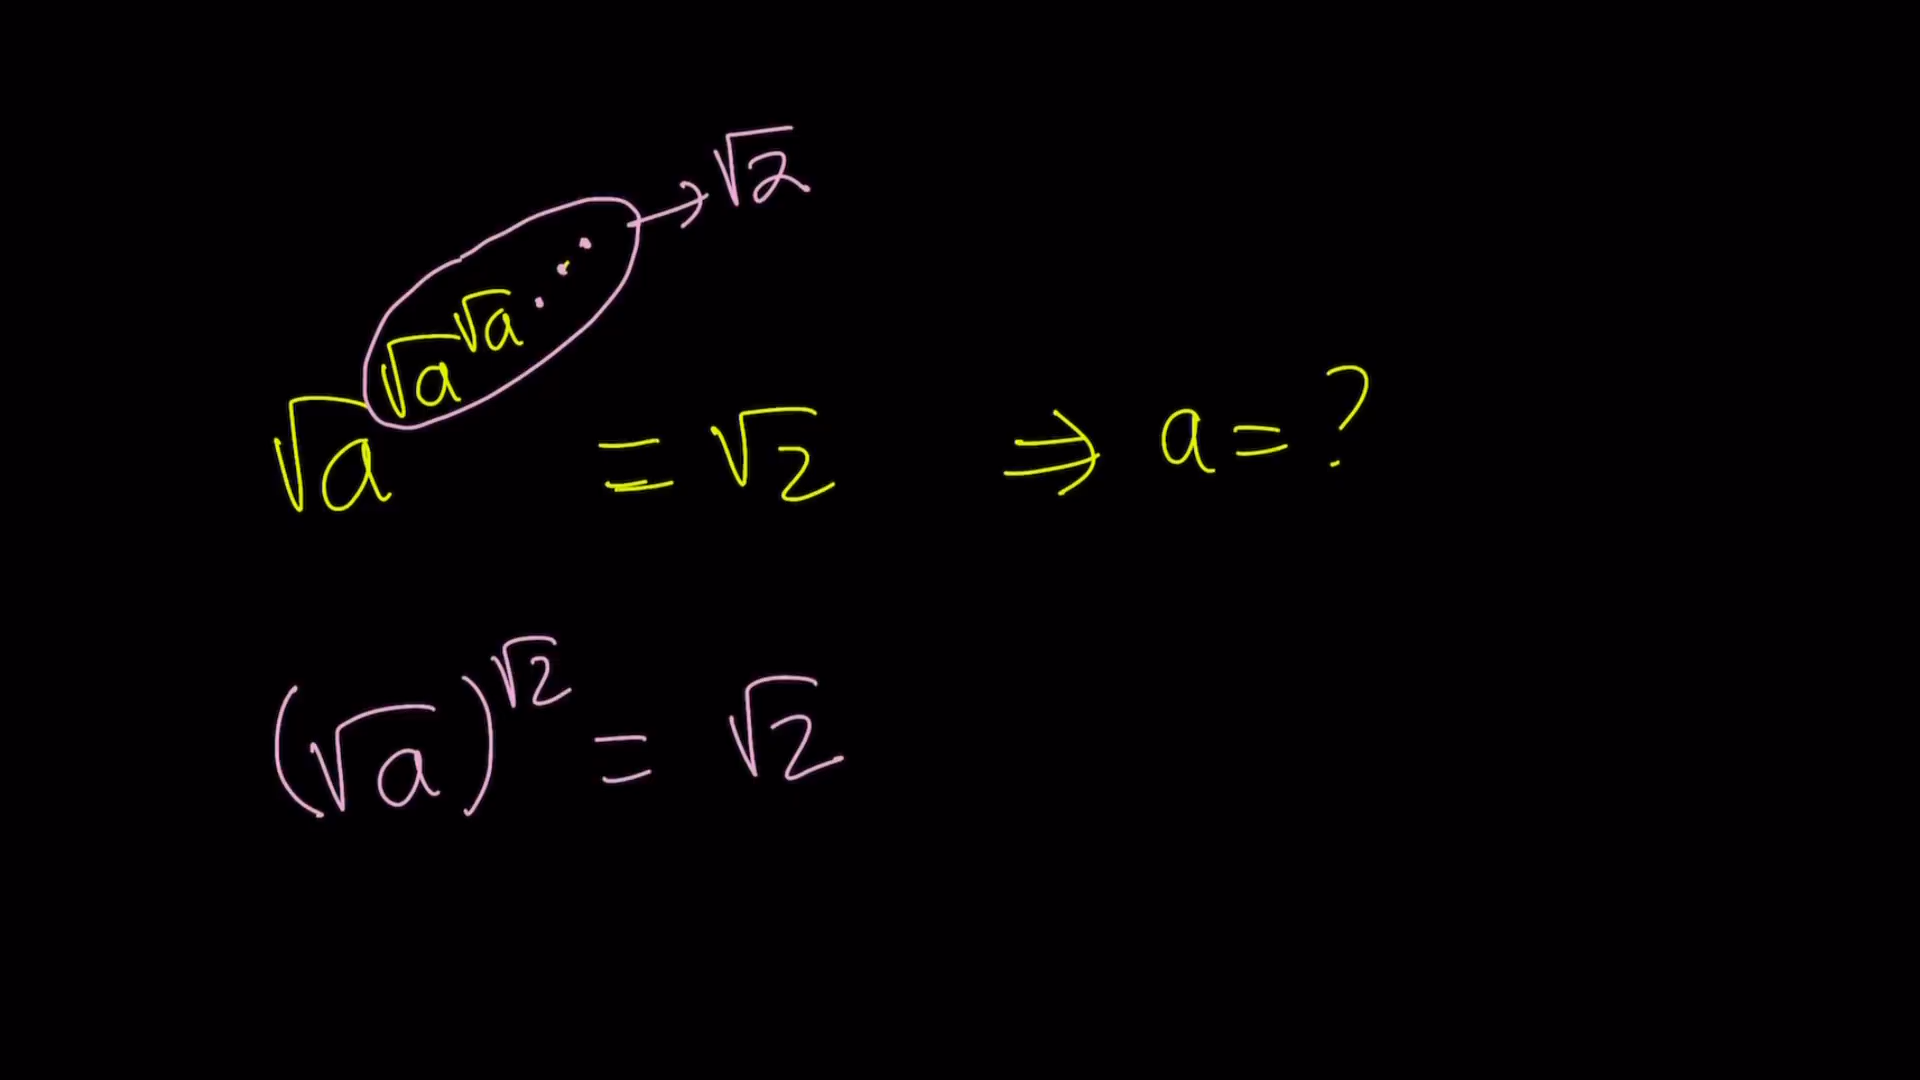 √2
√a^√a^√a^⋰ = √2 ⇒ a = ?
(√a)^√2 = √2